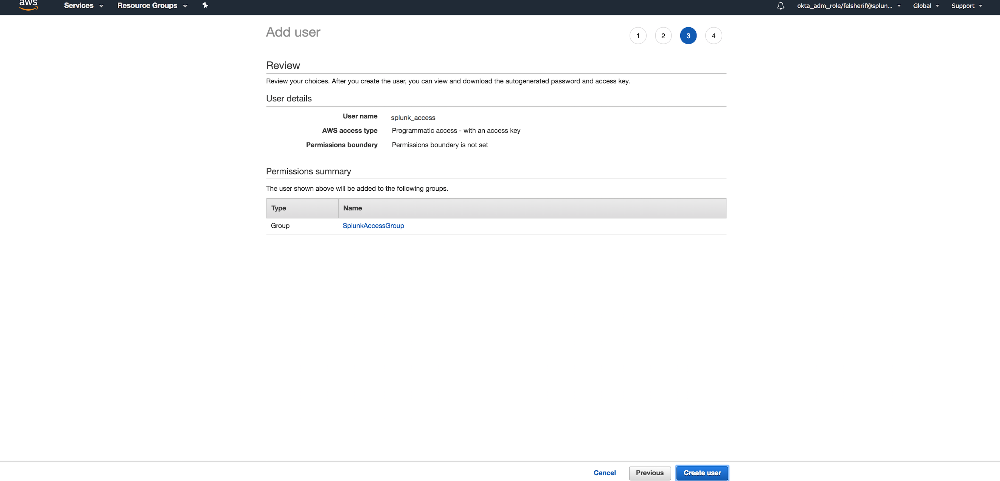 aws Services Resource Groups okta_adm_role/felsherif@splun... Global Support
Add user 1 2 3 4
Review
Review your choices. After you create the user, you can view and download the autogenerated password and access key.
User details
User name splunk_access
AWS access type Programmatic access - with an access key
Permissions boundary Permissions boundary is not set
Permissions summary
The user shown above will be added to the following groups.
Type Name
Group SplunkAccessGroup
Cancel Previous Create user